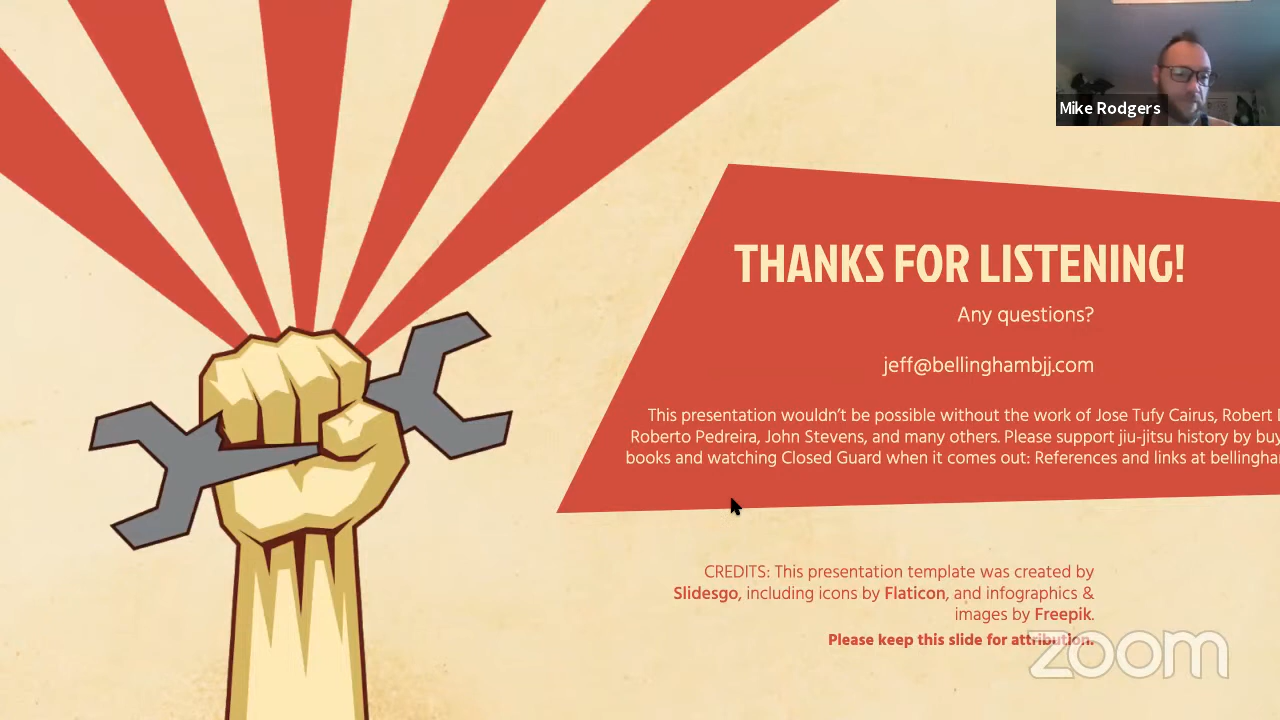 Mike Rodgers
THANKS FOR LISTENING!
Any questions?
jeff@bellinghambjj.com
This presentation wouldn't be possible without the work of Jose Tufy Cairus, Robert
Roberto Pedreira, John Stevens, and many others. Please support jiu-jitsu history by buy
books and watching Closed Guard when it comes out: References and links at bellingha
CREDITS: This presentation template was created by
Slidesgo, including icons by Flaticon, and infographics &
images by Freepik.
Please keep this slide for attribution.
zoom